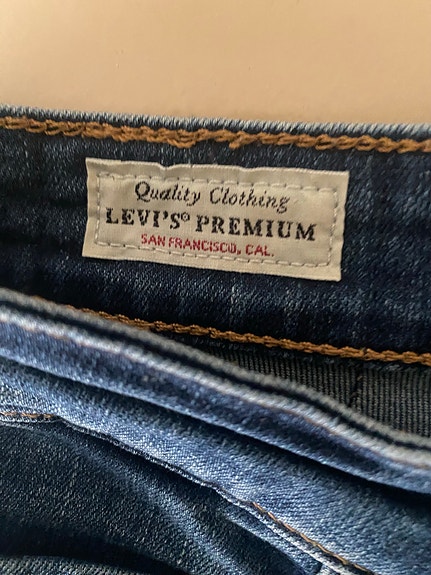 Quality Clothing
LEVI'S® PREMIUM
SAN FRANCISCO, CAL.